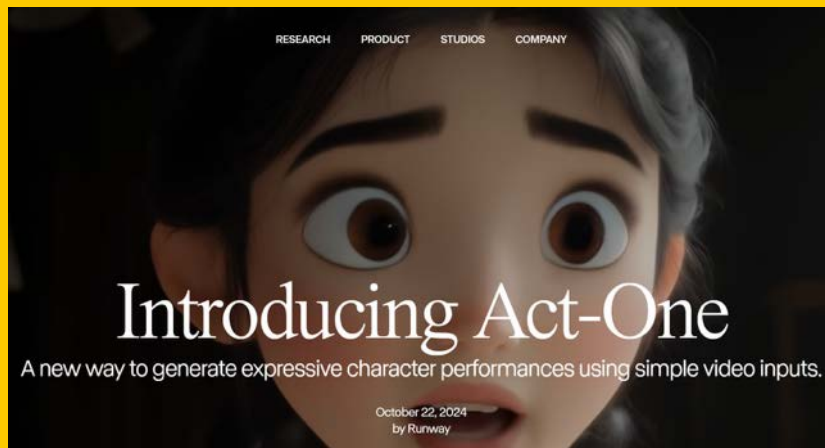 RESEARCH PRODUCT STUDIOS COMPANY
Introducing Act-One
A new way to generate expressive character performances using simple video inputs.
October 22, 2024
by Runway